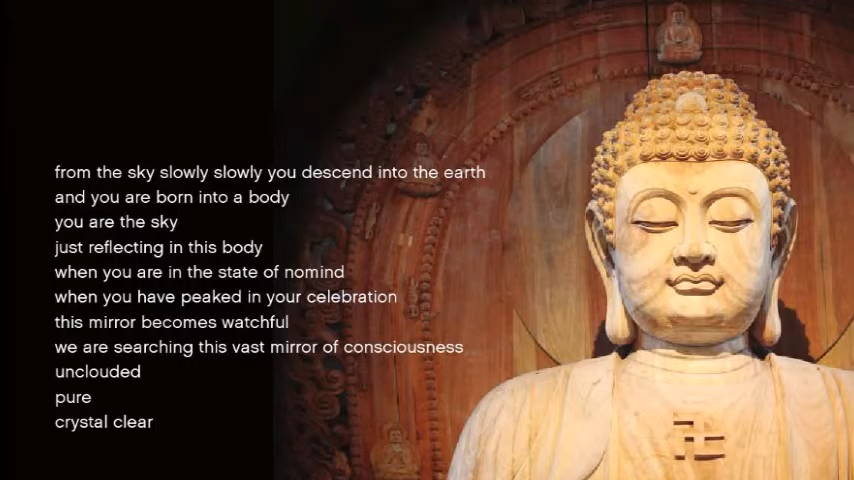 from the sky slowly slowly you descend into the earth
and you are born into a body
you are the sky
just reflecting in this body
when you are in the state of nomind
when you have peaked in your celebration
this mirror becomes watchful
we are searching this vast mirror of consciousness
unclouded
pure
crystal clear